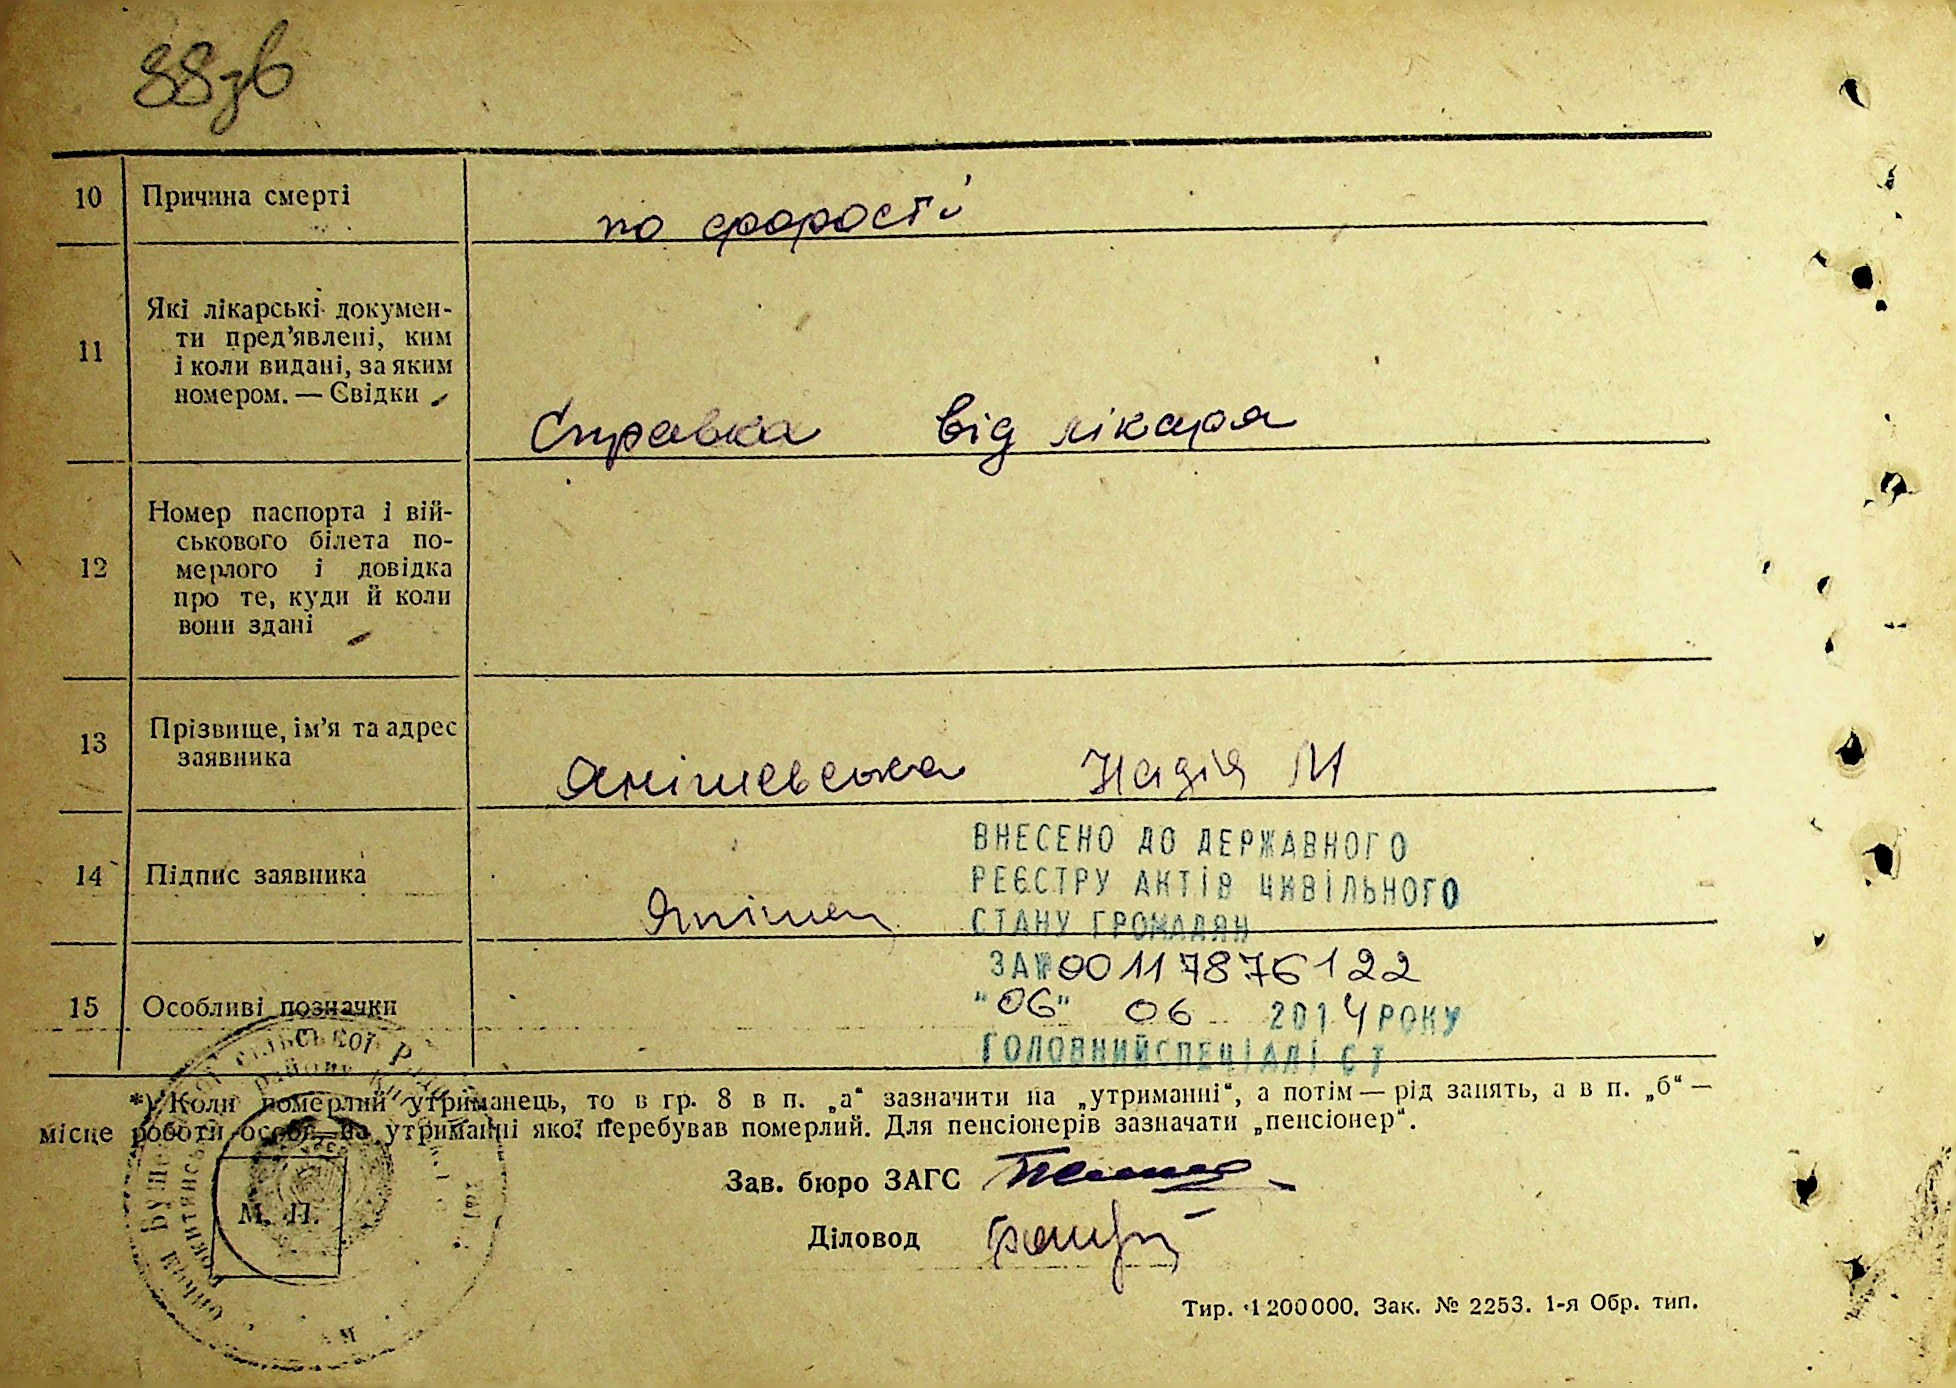 88зв
10 Причина смерті
по
11 Які лікарські докумен-
ти пред’явлені, ким
і коли видані, за яким
номером. — Свідки
Справка від лікаря
12 Номер паспорта і вій-
ськового білета по-
мерлого і довідка
про те, куди й коли
вони здані
13 Прізвище, ім’я та адрес
заявника
Янішевська Надія М
ВНЕСЕНО ДО ДЕРЖАВНОГО
РЕЄСТРУ АКТІВ ЦИВІЛЬНОГО
14 Підпис заявника
СТАНУ ГРОМАДЯН
ЗА№00117876122
15 Особливі позначки
"06" 06 2014 РОКУ
ГОЛОВНИЙ СПЕЦІАЛІСТ
*) Коли померлий утриманець, то в гр. 8 в п. „а“ зазначити на „утриманні“, а потім — рід занять, а в п. „б“ —
місце роботи особи, на утриманні якої перебував померлий. Для пенсіонерів зазначати „пенсіонер“.
Зав. бюро ЗАГС
М. П.
Діловод
Тир. 1200000. Зак. № 2253. 1-я Обр. тип.